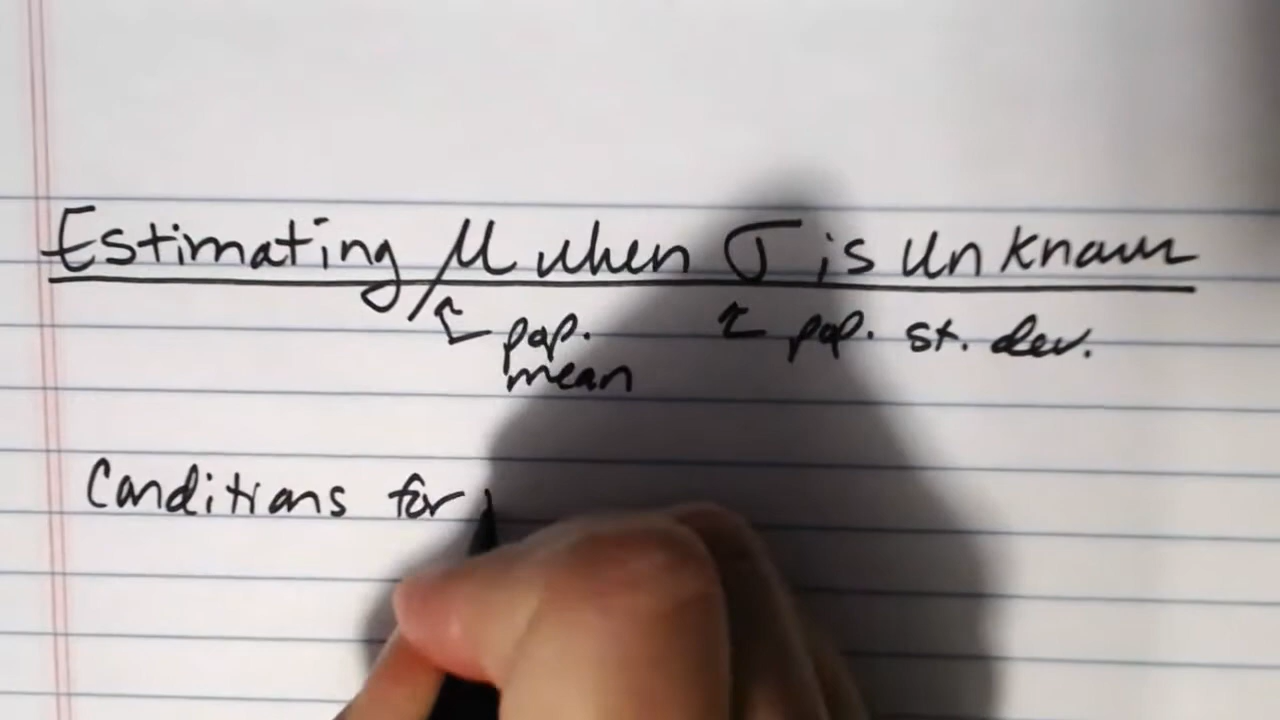 Estimating μ when σ is Unknown
pop. mean
pop. st. dev.
Conditions for